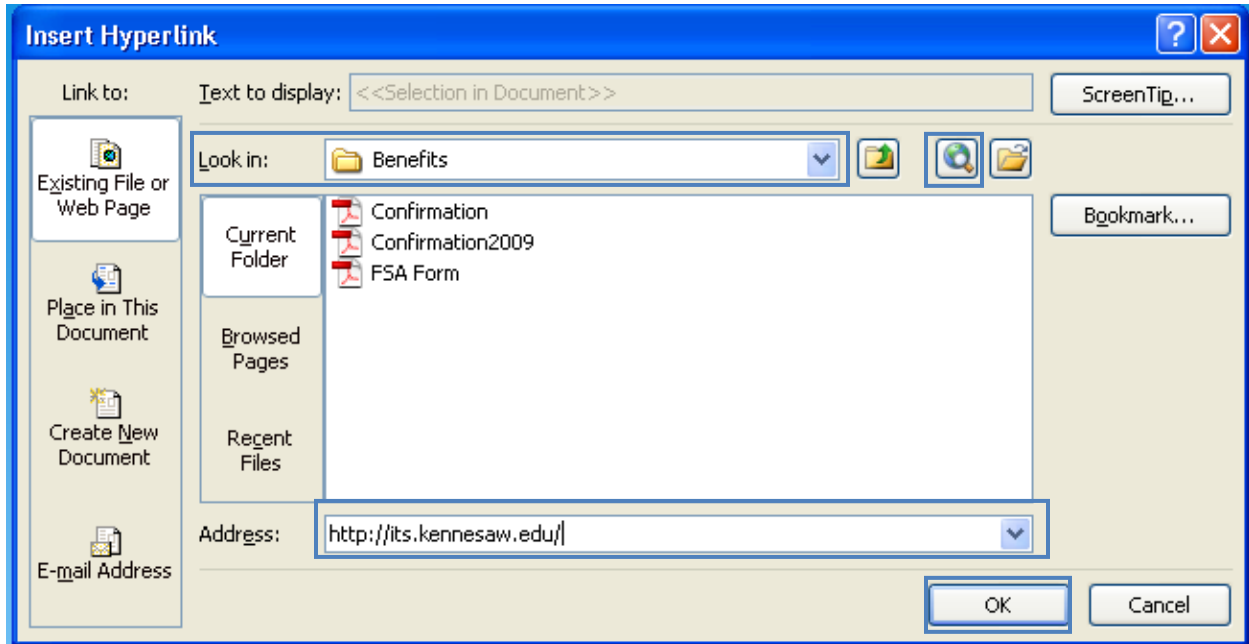 Insert Hyperlink
Link to:
Text to display: <<Selection in Document>>
ScreenTip...
Look in: Benefits
Existing File or
Web Page
Bookmark...
Current
Folder
Confirmation
Confirmation2009
FSA Form
Place in This
Document
Browsed
Pages
Create New
Document
Recent
Files
Address: http://its.kennesaw.edu/
E-mail Address
OK
Cancel